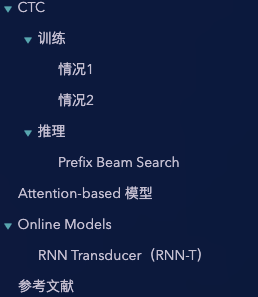 CTC
训练
情况1
情况2
推理
Prefix Beam Search
Attention-based 模型
Online Models
RNN Transducer（RNN-T）
参考文献